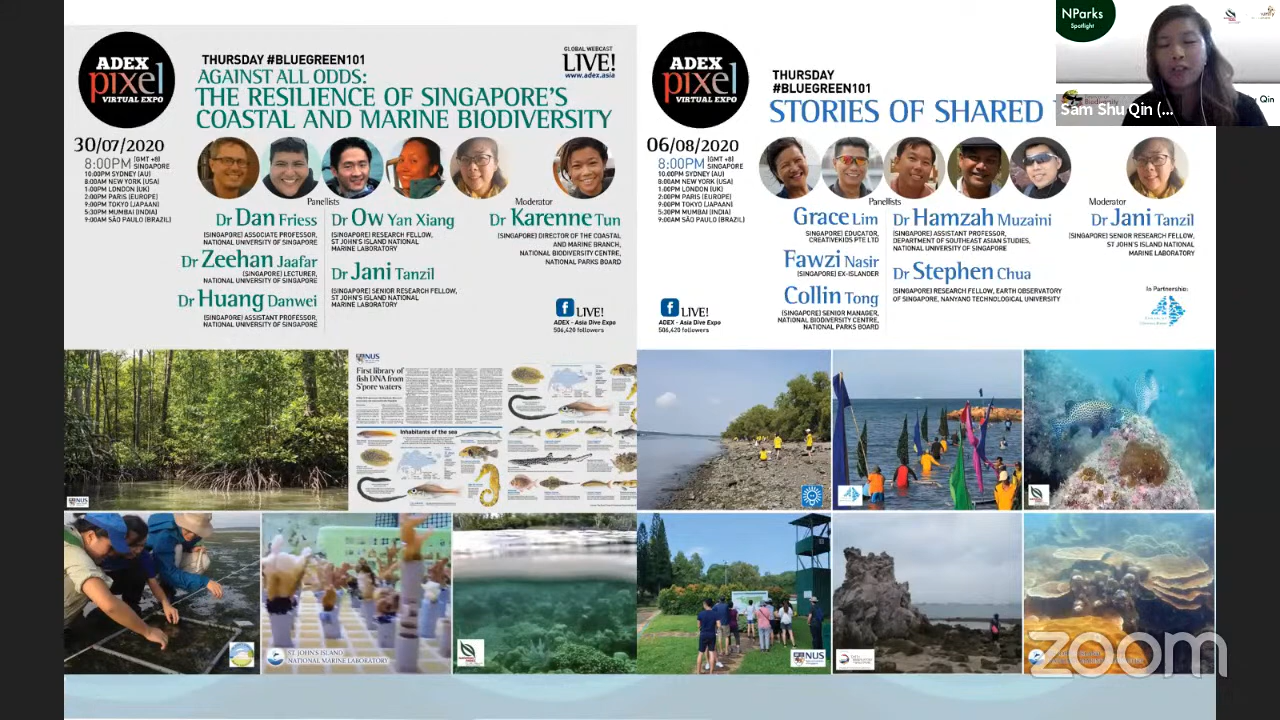 ADEX
pixel
VIRTUAL EXPO
THURSDAY #BLUEGREEN101
AGAINST ALL ODDS:
THE RESILIENCE OF SINGAPORE'S
COASTAL AND MARINE BIODIVERSITY
GLOBAL WEBCAST
LIVE!
www.adex.asia
30/07/2020
8:00PM [GMT +8] SINGAPORE
10:00PM SYDNEY (AU)
8:00AM NEW YORK (USA)
1:00PM LONDON (UK)
2:00PM PARIS (EUROPE)
9:00PM TOKYO (JAPAAN)
5:30PM MUMBAI (INDIA)
9:00AM SÃO PAULO (BRAZIL)
Panellists
Dr Dan Friess
(SINGAPORE) ASSOCIATE PROFESSOR,
NATIONAL UNIVERSITY OF SINGAPORE
Dr Zeehan Jaafar
(SINGAPORE) LECTURER,
NATIONAL UNIVERSITY OF SINGAPORE
Dr Huang Danwei
(SINGAPORE) ASSISTANT PROFESSOR,
NATIONAL UNIVERSITY OF SINGAPORE
Dr Ow Yan Xiang
(SINGAPORE) RESEARCH FELLOW,
ST JOHN'S ISLAND NATIONAL
MARINE LABORATORY
Dr Jani Tanzil
(SINGAPORE) SENIOR RESEARCH FELLOW,
ST JOHN'S ISLAND NATIONAL
MARINE LABORATORY
Moderator
Dr Karenne Tun
(SINGAPORE) DIRECTOR OF THE COASTAL
AND MARINE BRANCH,
NATIONAL BIODIVERSITY CENTRE,
NATIONAL PARKS BOARD
f LIVE!
ADEX - Asia Dive Expo
506,420 followers
ADEX
pixel
VIRTUAL EXPO
THURSDAY
#BLUEGREEN101
STORIES OF SHARED
06/08/2020
8:00PM [GMT +8] SINGAPORE
10:00PM SYDNEY (AU)
8:00AM NEW YORK (USA)
1:00PM LONDON (UK)
2:00PM PARIS (EUROPE)
9:00PM TOKYO (JAPAAN)
5:30PM MUMBAI (INDIA)
9:00AM SÃO PAULO (BRAZIL)
Panellists
Grace Lim
(SINGAPORE) EDUCATOR,
CREATIVEKIDS PTE LTD
Fawzi Nasir
(SINGAPORE) EX-ISLANDER
Collin Tong
(SINGAPORE) SENIOR MANAGER,
NATIONAL BIODIVERSITY CENTRE,
NATIONAL PARKS BOARD
Dr Hamzah Muzaini
(SINGAPORE) ASSISTANT PROFESSOR,
DEPARTMENT OF SOUTHEAST ASIAN STUDIES,
NATIONAL UNIVERSITY OF SINGAPORE
Dr Stephen Chua
(SINGAPORE) RESEARCH FELLOW, EARTH OBSERVATORY
OF SINGAPORE, NANYANG TECHNOLOGICAL UNIVERSITY
Moderator
Dr Jani Tanzil
(SINGAPORE) SENIOR RESEARCH FELLOW,
ST JOHN'S ISLAND NATIONAL
MARINE LABORATORY
f LIVE!
ADEX - Asia Dive Expo
506,420 followers
In Partnership:
NParks
Spotlight
Biodiversity
Qin
Sam Shu Qin (...
NUS
NUS
First library of
fish DNA from
S'pore waters
Inhabitants of the sea
ST. JOHN'S ISLAND
NATIONAL MARINE LABORATORY
NUS
zoom